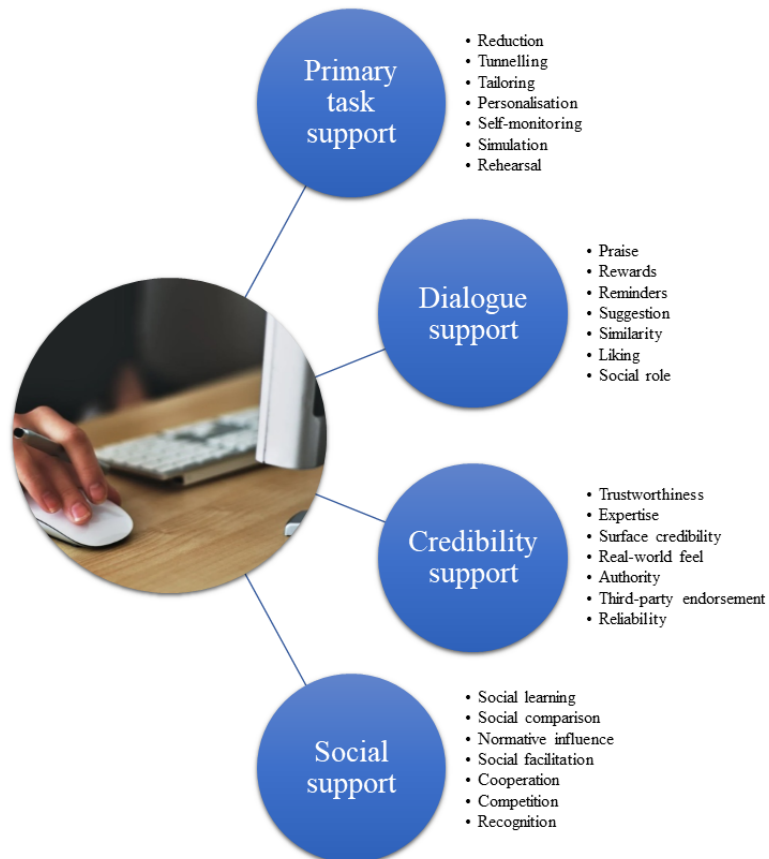 Primary
task
support
• Reduction
• Tunnelling
• Tailoring
• Personalisation
• Self-monitoring
• Simulation
• Rehearsal
Dialogue
support
• Praise
• Rewards
• Reminders
• Suggestion
• Similarity
• Liking
• Social role
Credibility
support
• Trustworthiness
• Expertise
• Surface credibility
• Real-world feel
• Authority
• Third-party endorsement
• Reliability
Social
support
• Social learning
• Social comparison
• Normative influence
• Social facilitation
• Cooperation
• Competition
• Recognition